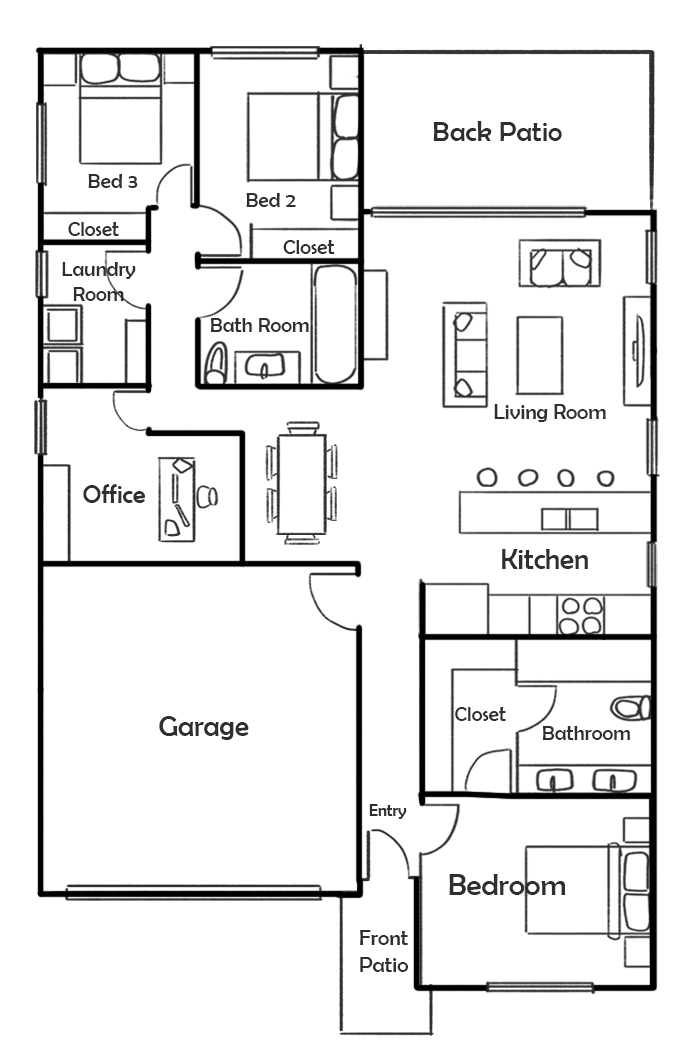 Back Patio
Bed 3
Bed 2
Closet
Closet
Laundry
Room
Bath Room
Living Room
Office
Kitchen
Garage
Closet
Bathroom
Entry
Bedroom
Front
Patio